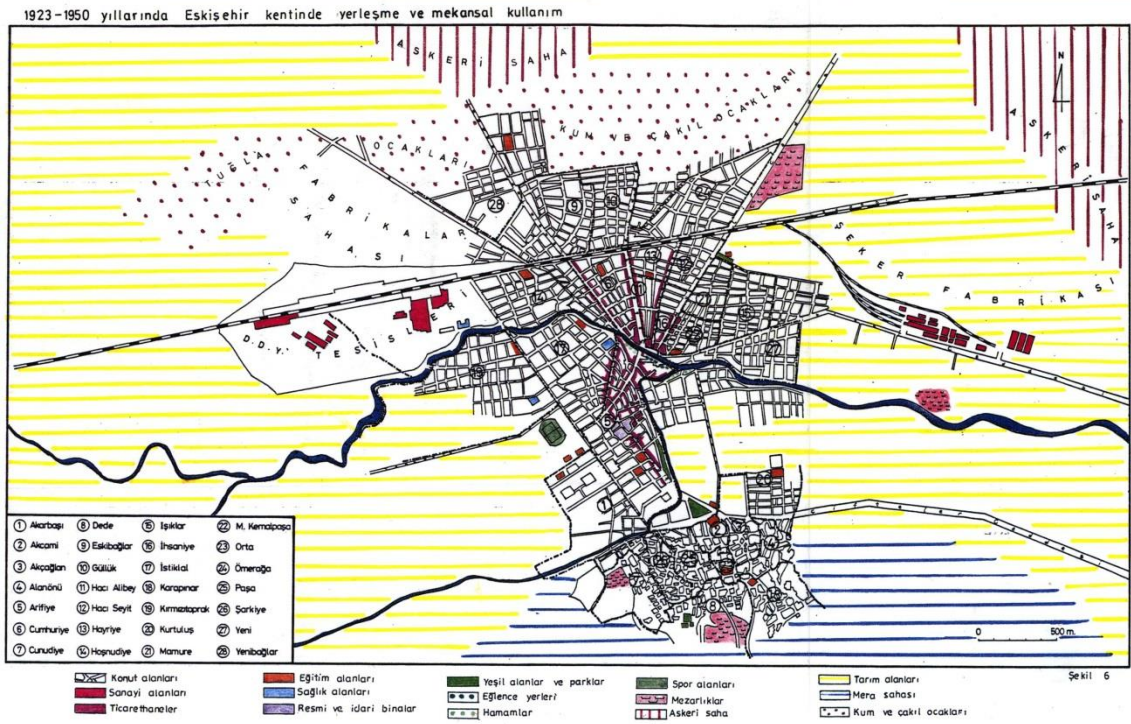 1923-1950 yıllarında Eskişehir kentinde yerleşme ve mekansal kullanım
ASKERİ SAHA
N
ASKERİ SAHA
KUM VE ÇAKIL OCAKLARI
TUĞLA OCAKLARI
FABRİKALAR SAHASI
ŞEKER FABRİKASI
D.D.Y. TESİSLERİ
① Akarbaşı ⑧ Dede ⑮ Işıklar ㉒ M. Kemalpaşa
② Akcami ⑨ Eskibağlar ⑯ İhsaniye ㉓ Orta
③ Akçağlan ⑩ Güllük ⑰ İstiklal ㉔ Ömerağa
④ Alanönü ⑪ Hacı Alibey ⑱ Karapınar ㉕ Paşa
⑤ Arifiye ⑫ Hacı Seyit ⑲ Kırmızıtoprak ㉖ Şarkiye
⑥ Cumhuriye ⑬ Hayriye ⑳ Kurtuluş ㉗ Yeni
⑦ Cunudiye ⑭ Hoşnudiye ㉑ Mamure ㉘ Yenibağlar
0 500 m.
Konut alanları
Sanayi alanları
Ticarethaneler
Eğitim alanları
Sağlık alanları
Resmi ve idari binalar
Yeşil alanlar ve parklar
Eğlence yerleri
Hamamlar
Spor alanları
Mezarlıklar
Askeri saha
Tarım alanları
Mera sahası
Kum ve çakıl ocakları
Şekil 6